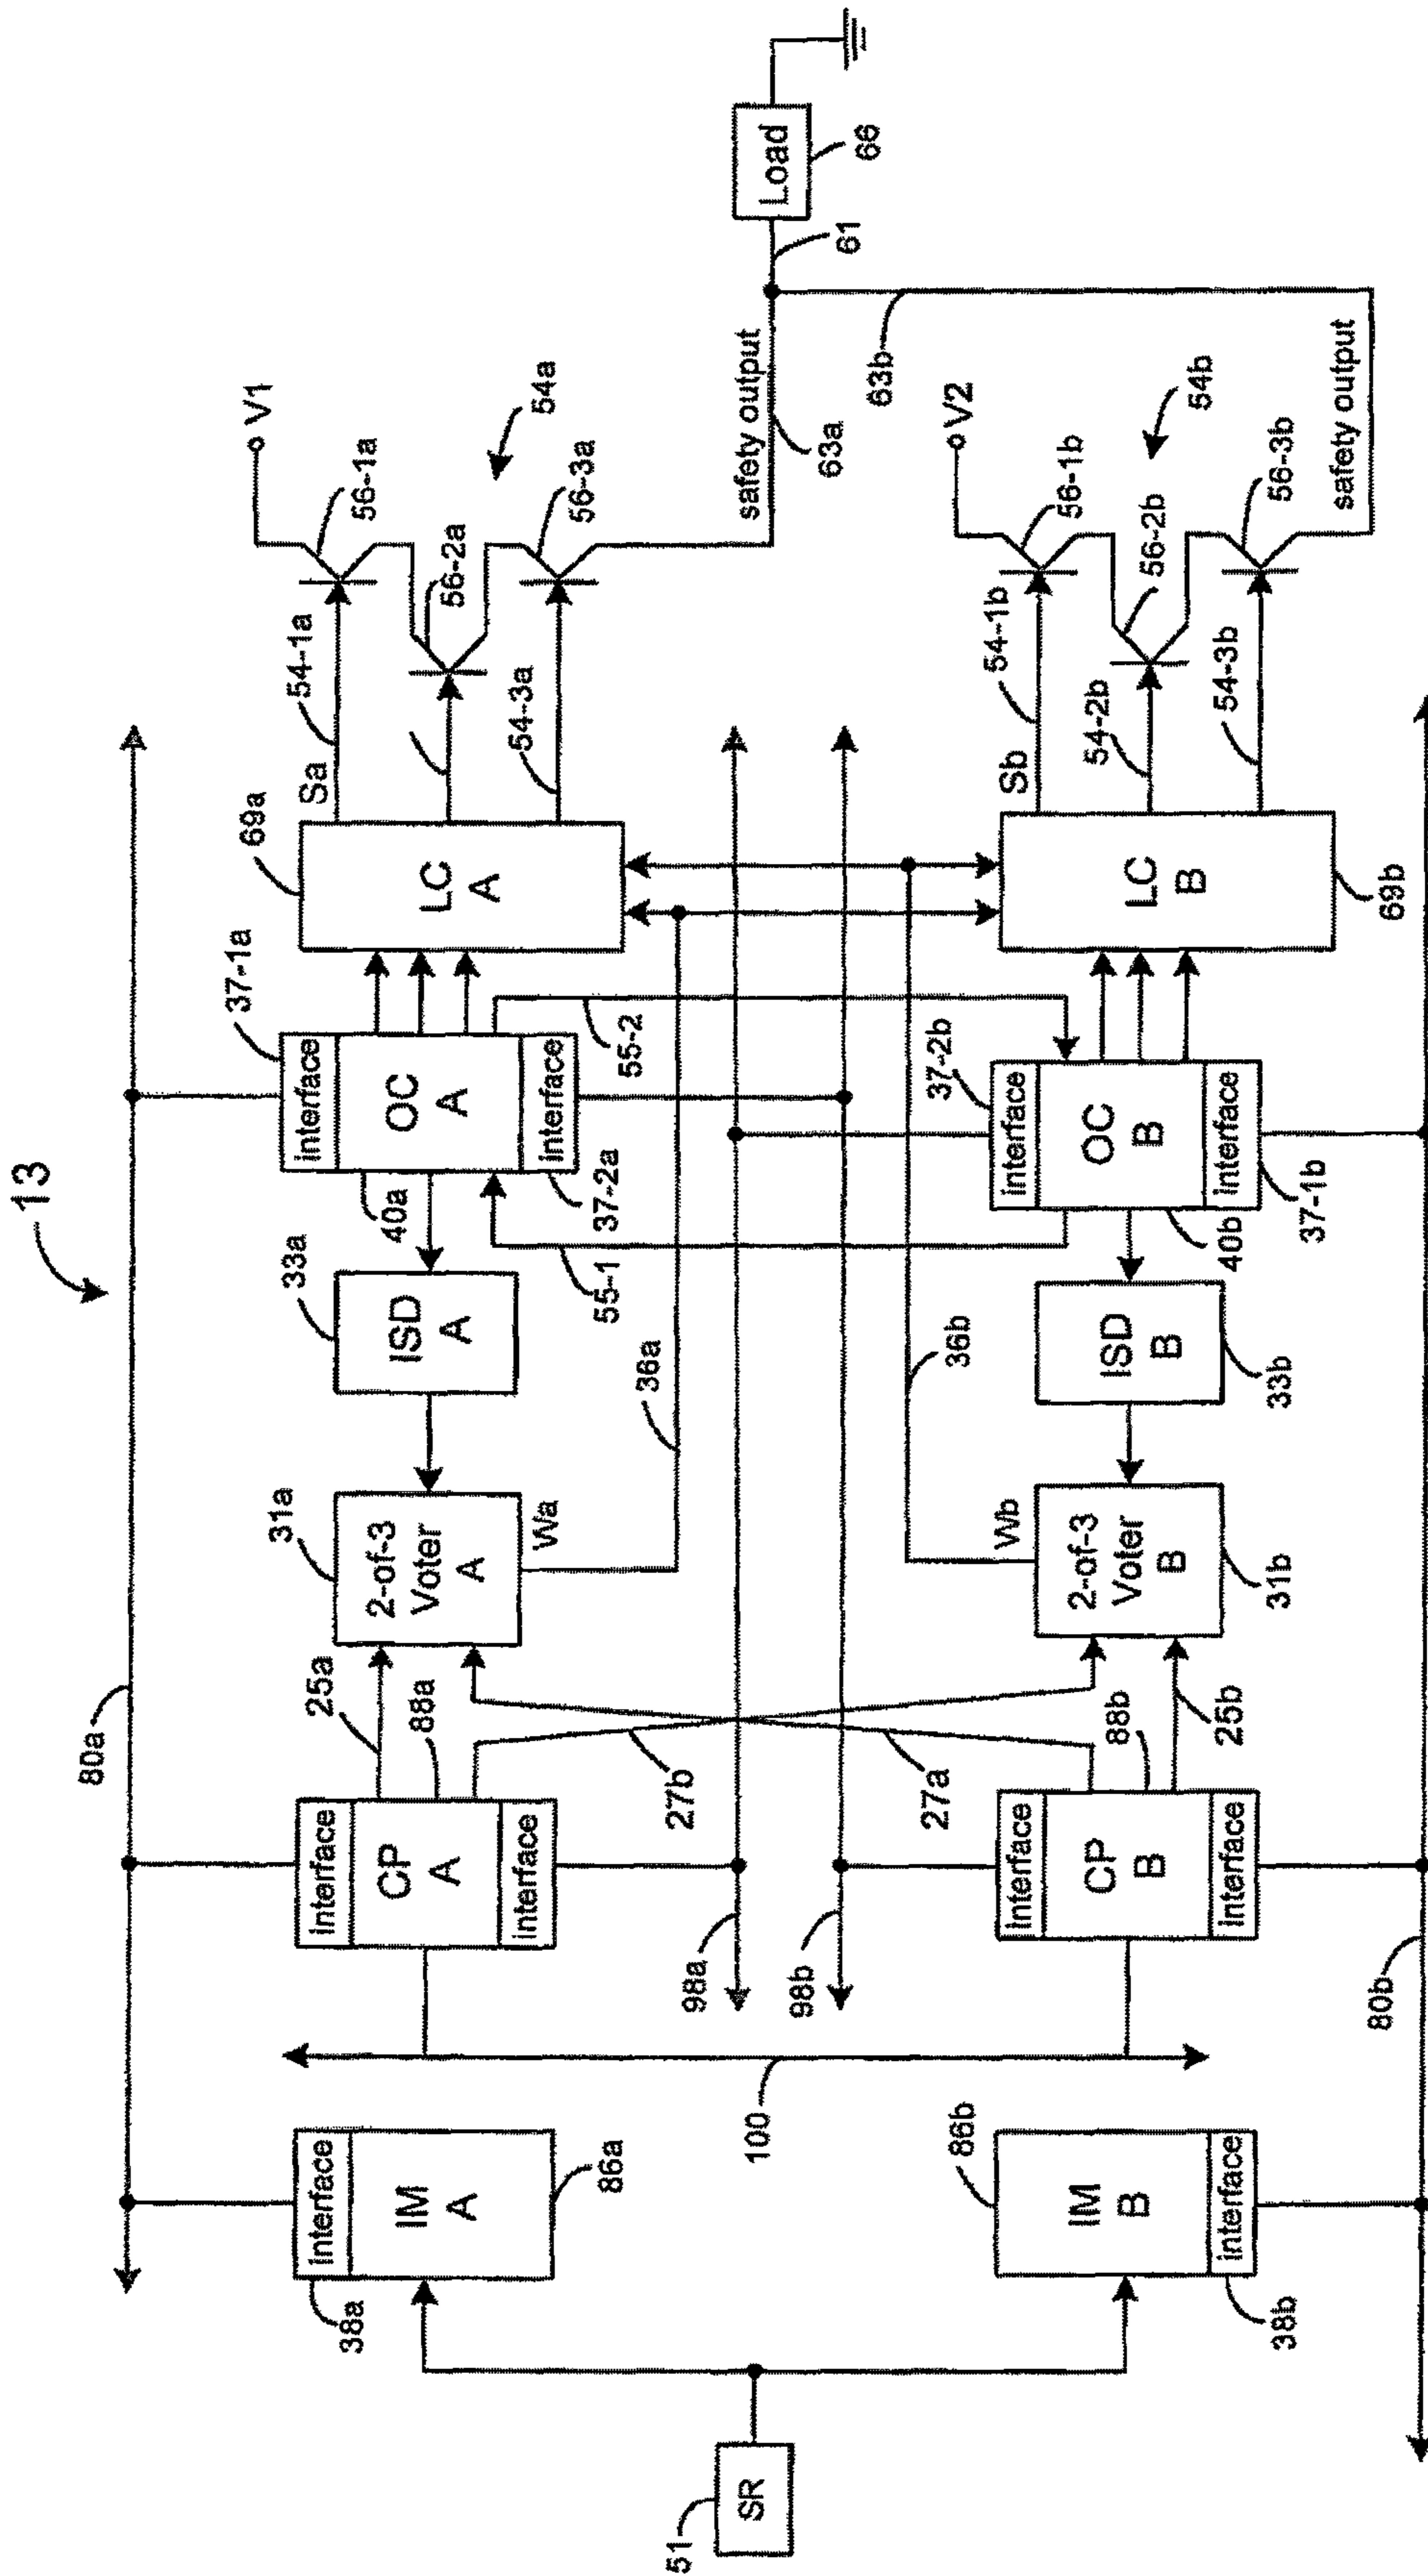 13
80a
V1
56-1a
54a
56-2a
56-3a
54-1a
Sa
54-3a
69a
LC
A
37-1a
interface
OC
A
interface
40a
37-2a
33a
ISD
A
31a
2-of-3
Voter
A
Wa
25a
88a
interface
CP
A
interface
38a
interface
IM
A
86a
safety output
63a
61
Load
66
55-2
55-1
36a
27b
98a
98b
27a
36b
100
51
SR
63b
V2
56-1b
54b
56-2b
56-3b
safety output
54-1b
Sb
54-2b
54-3b
LC
B
69b
37-2b
interface
OC
B
interface
40b
37-1b
ISD
B
33b
Wb
2-of-3
Voter
B
31b
88b
25b
interface
CP
B
interface
86b
IM
B
interface
38b
80b